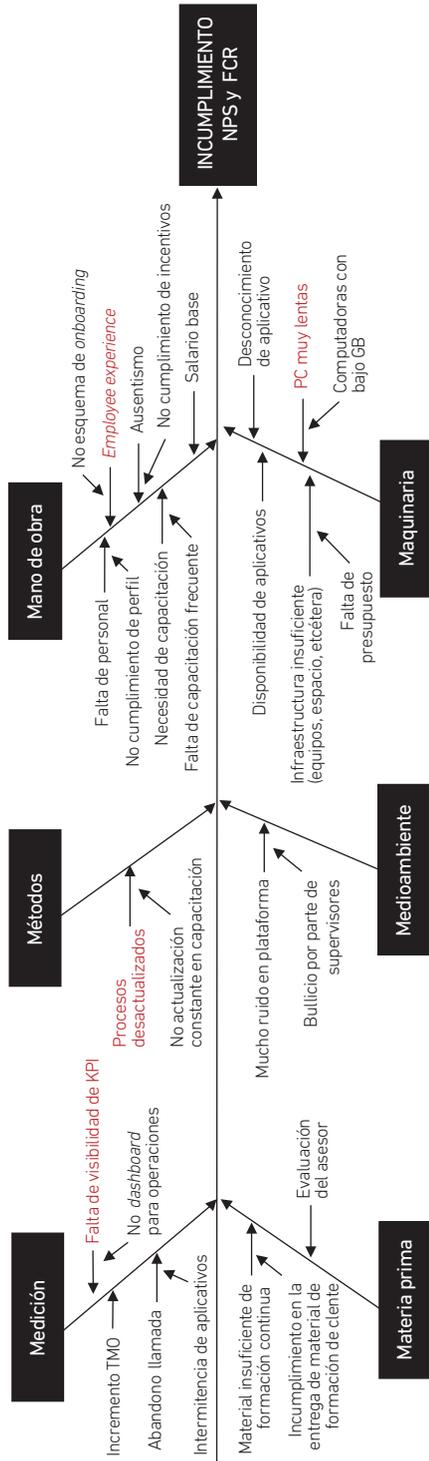 Medición
Falta de visibilidad de KPI
No dashboard
para operaciones
Incremento TMO
Abandono llamada
Intermitencia de aplicativos
Métodos
Procesos
desactualizados
No actualización
constante en capacitación
Mano de obra
No esquema de onboarding
Employee experience
Ausentismo
No cumplimiento de incentivos
Salario base
Falta de personal
No cumplimiento de perfil
Necesidad de capacitación
Falta de capacitación frecuente
INCUMPLIMIENTO
NPS y FCR
Material insuficiente de
formación continua
Incumplimiento en la
entrega de material de
formación de clente
Evaluación
del asesor
Materia prima
Mucho ruido en plataforma
Bullicio por parte de
supervisores
Medioambiente
Disponibilidad de aplicativos
Infraestructura insuficiente
(equipos, espacio, etcétera)
Falta de
presupuesto
Desconocimiento
de aplicativo
PC muy lentas
Computadoras con
bajo GB
Maquinaria